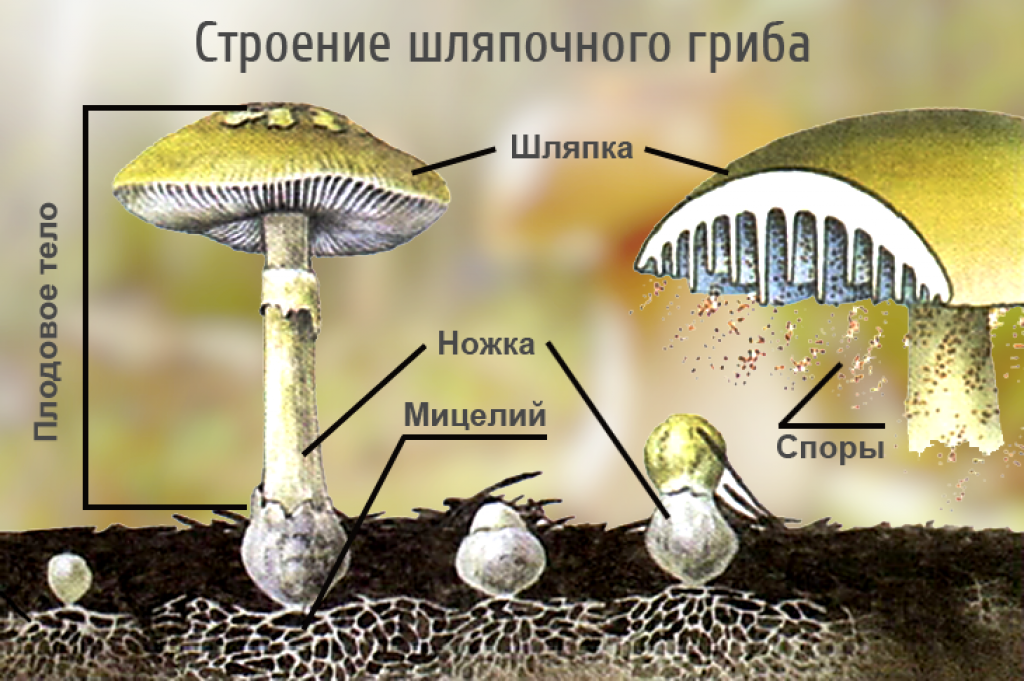 Строение шляпочного гриба
Шляпка
Плодовое тело
Ножка
Мицелий
Споры